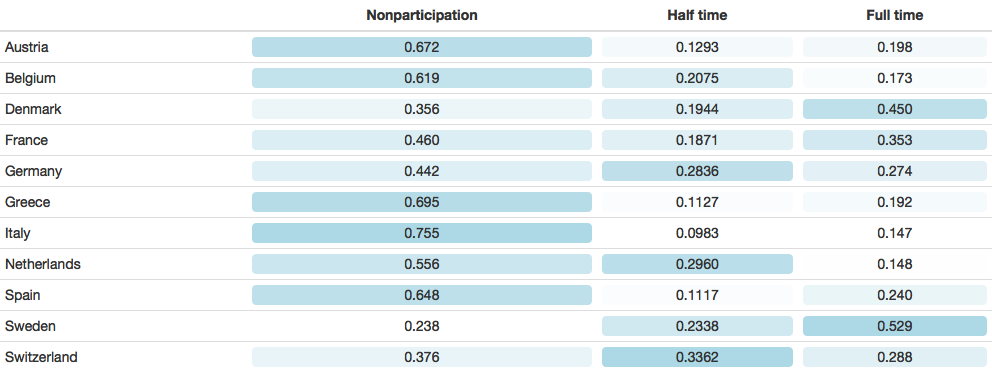 Nonparticipation Half time Full time
Austria 0.672 0.1293 0.198
Belgium 0.619 0.2075 0.173
Denmark 0.356 0.1944 0.450
France 0.460 0.1871 0.353
Germany 0.442 0.2836 0.274
Greece 0.695 0.1127 0.192
Italy 0.755 0.0983 0.147
Netherlands 0.556 0.2960 0.148
Spain 0.648 0.1117 0.240
Sweden 0.238 0.2338 0.529
Switzerland 0.376 0.3362 0.288